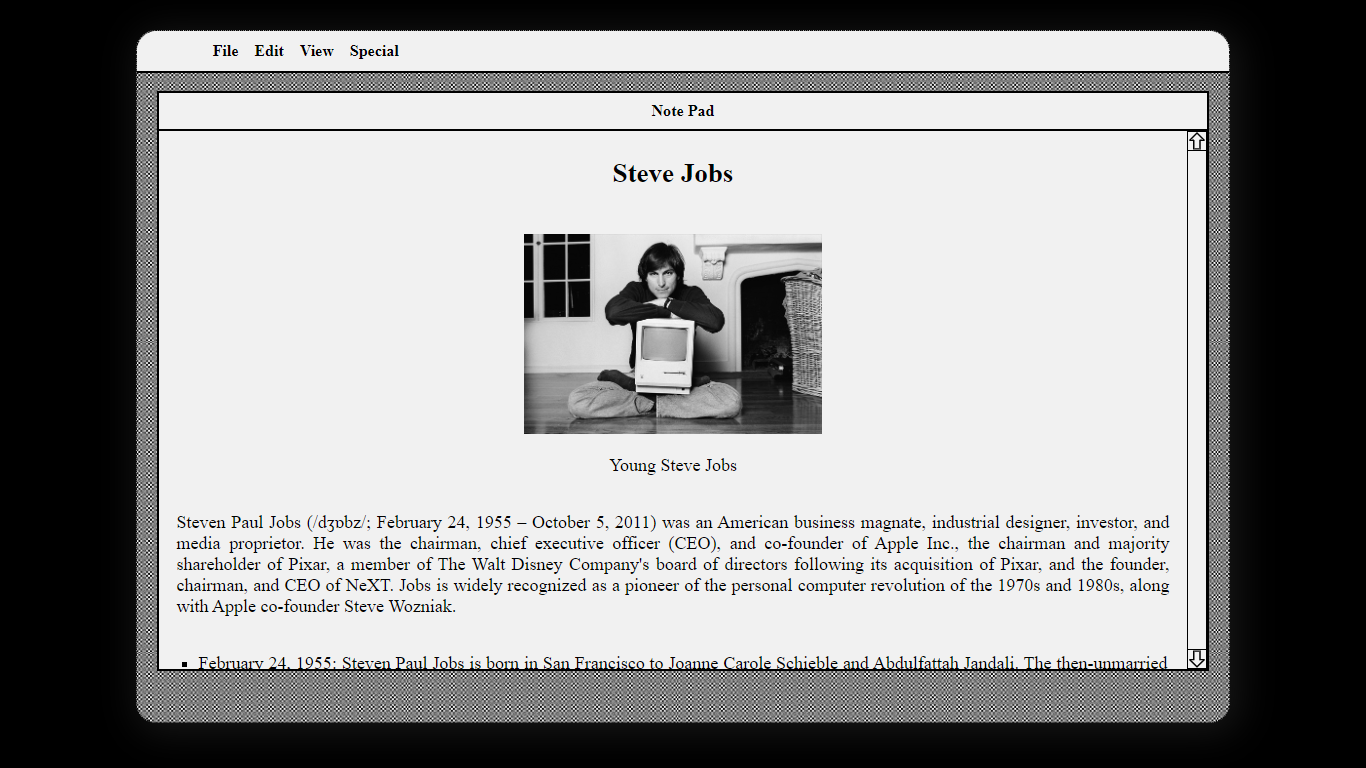 File Edit View Special
Note Pad
Steve Jobs
Young Steve Jobs
Steven Paul Jobs (/dʒɒbz/; February 24, 1955 – October 5, 2011) was an American business magnate, industrial designer, investor, and
media proprietor. He was the chairman, chief executive officer (CEO), and co-founder of Apple Inc., the chairman and majority
shareholder of Pixar, a member of The Walt Disney Company's board of directors following its acquisition of Pixar, and the founder,
chairman, and CEO of NeXT. Jobs is widely recognized as a pioneer of the personal computer revolution of the 1970s and 1980s, along
with Apple co-founder Steve Wozniak.
▪ February 24, 1955: Steven Paul Jobs is born in San Francisco to Joanne Carole Schieble and Abdulfattah Jandali. The then-unmarried